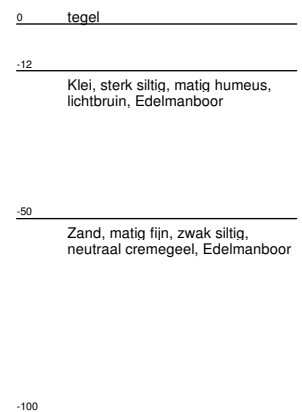 0 tegel
-12
Klei, sterk siltig, matig humeus,
lichtbruin, Edelmanboor
-50
Zand, matig fijn, zwak siltig,
neutraal cremegeel, Edelmanboor
-100